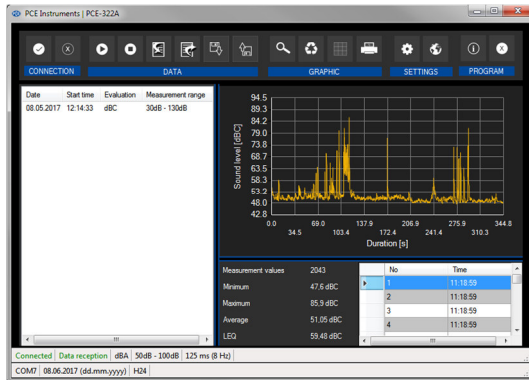 PCE Instruments | PCE-322A
CONNECTION DATA GRAPHIC SETTINGS PROGRAM
Date Start time Evaluation Measurement range
08.05.2017 12:14:33 dBC 30dB - 130dB
Sound level [dBC]
94.5
89.3
84.2
79.0
73.8
68.7
63.5
58.3
53.2
48.0
42.8
0.0 69.0 137.9 206.9 275.9 344.8
34.5 103.4 172.4 241.4 310.3
Duration [s]
Measurement values 2043
Minimum 47,6 dBC
Maximum 85,9 dBC
Average 51,05 dBC
LEQ 59,48 dBC
No Time
1 11:18:59
2 11:18:59
3 11:18:59
4 11:18:59
Connected Data reception dBA 50dB - 100dB 125 ms (8 Hz)
COM7 08.06.2017 (dd.mm.yyyy) H24